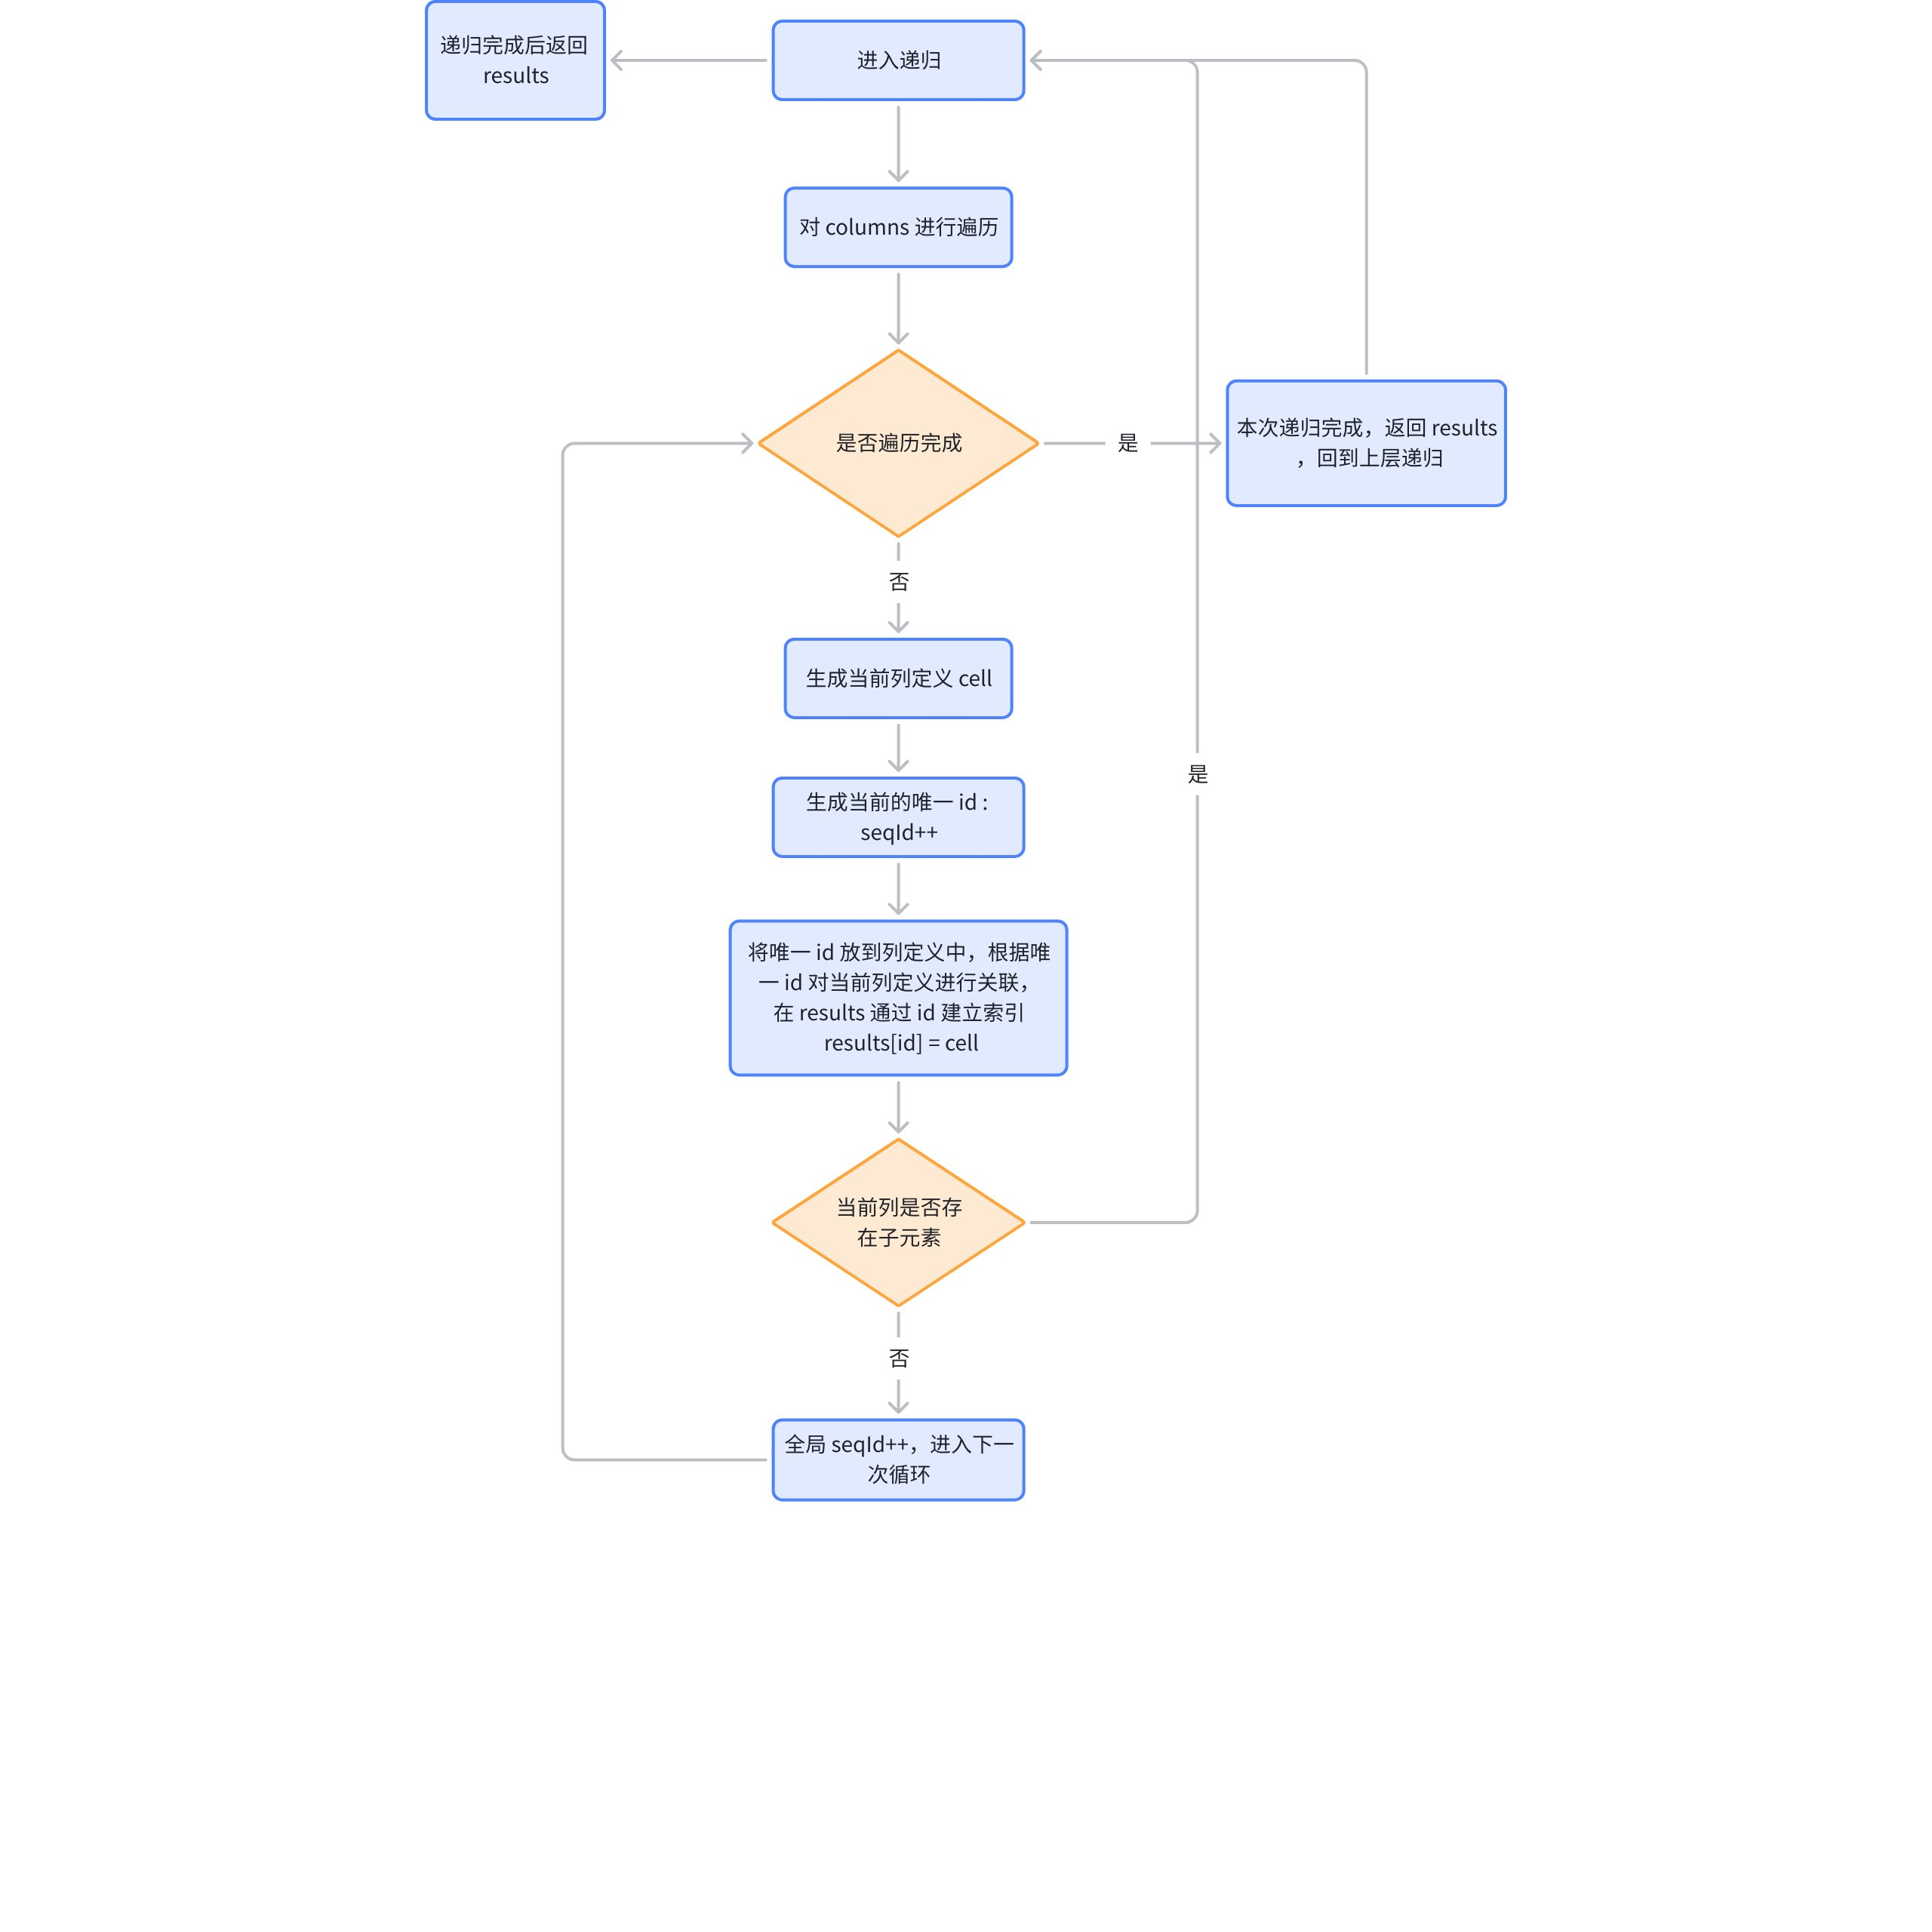 递归完成后返回
results
进入递归
对 columns 进行遍历
是否遍历完成
是
本次递归完成，返回 results
，回到上层递归
否
生成当前列定义 cell
是
生成当前的唯一 id :
seqId++
将唯一 id 放到列定义中，根据唯
一 id 对当前列定义进行关联，
在 results 通过 id 建立索引
results[id] = cell
当前列是否存
在子元素
否
全局 seqId++，进入下一
次循环